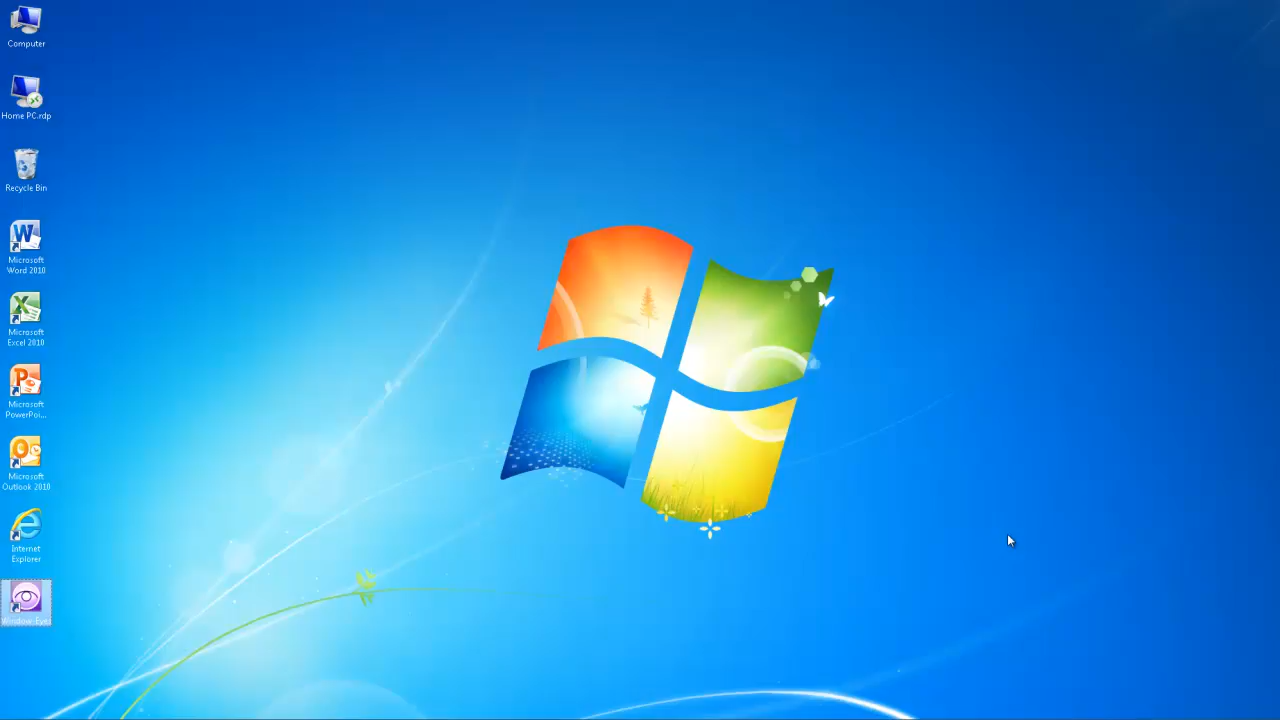 Computer
Home PC.rdp
Recycle Bin
Microsoft
Word 2010
Microsoft
Excel 2010
Microsoft
PowerPoi...
Microsoft
Outlook 2010
Internet
Explorer
Window-Eyes